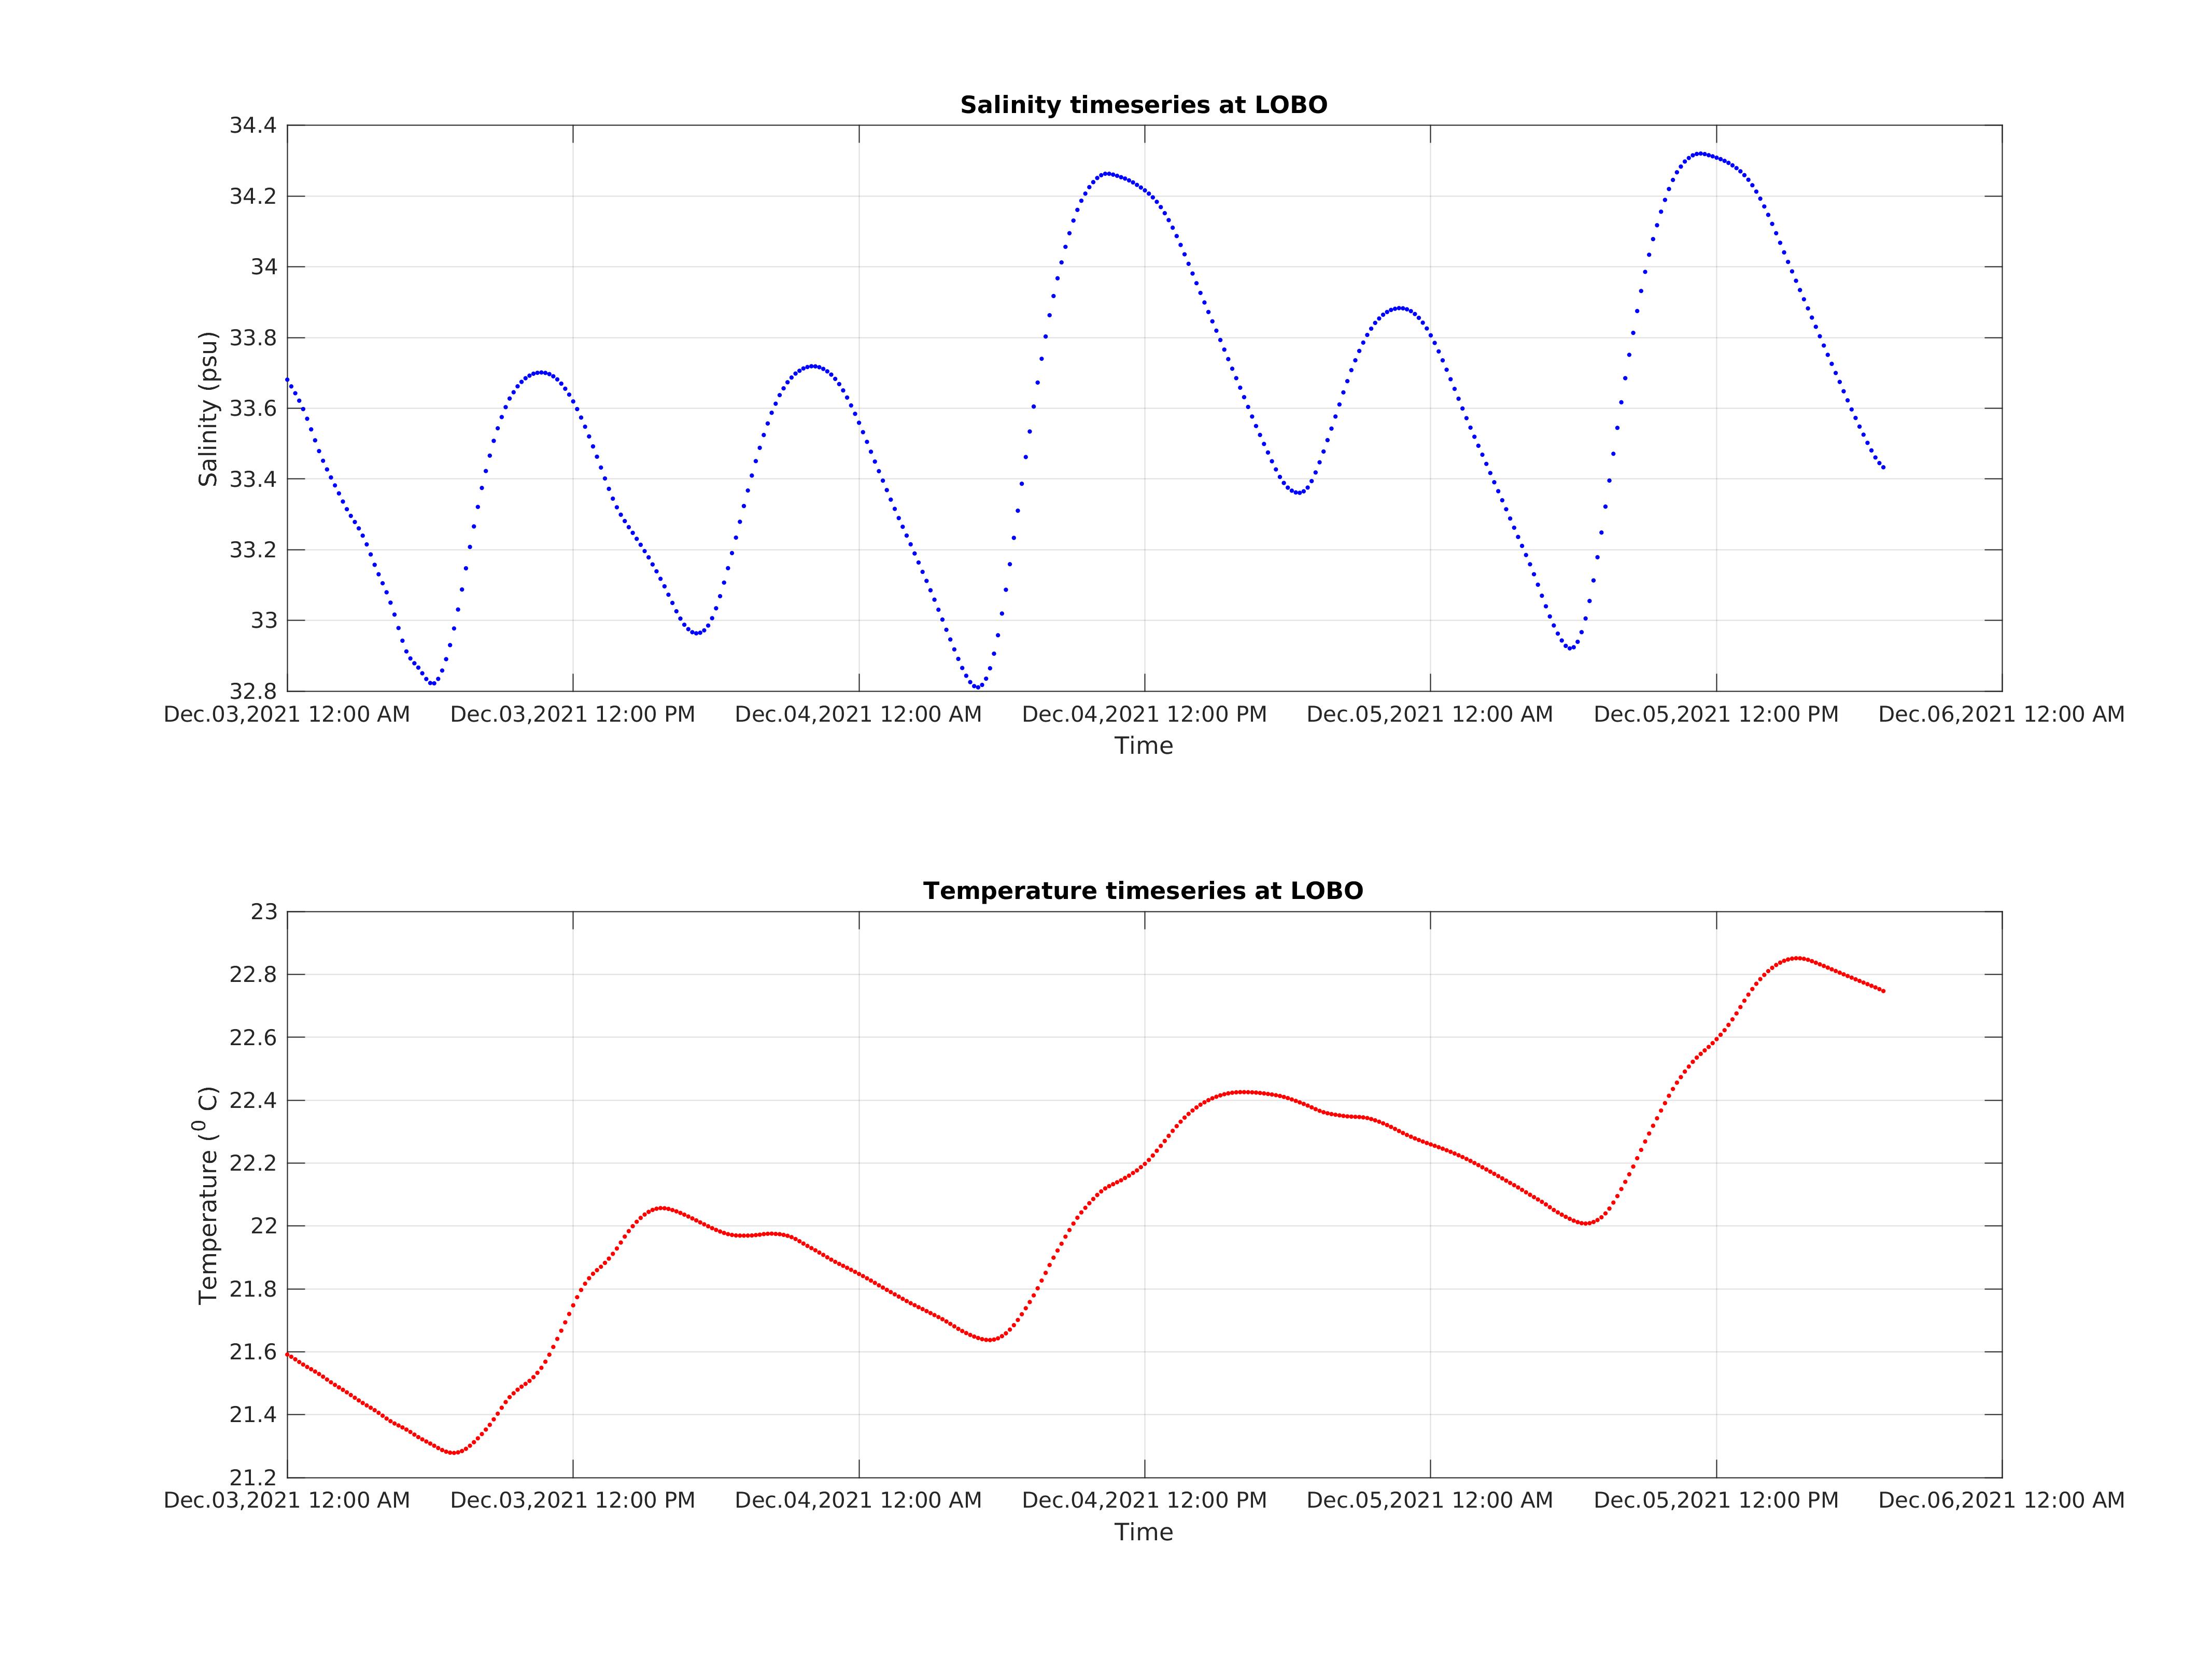 Salinity timeseries at LOBO
34.4
34.2
34
33.8
33.6
33.4
33.2
33
32.8
Salinity (psu)
Dec.03,2021 12:00 AM Dec.03,2021 12:00 PM Dec.04,2021 12:00 AM Dec.04,2021 12:00 PM Dec.05,2021 12:00 AM Dec.05,2021 12:00 PM Dec.06,2021 12:00 AM
Time
Temperature timeseries at LOBO
23
22.8
22.6
22.4
22.2
22
21.8
21.6
21.4
21.2
Temperature (⁰ C)
Dec.03,2021 12:00 AM Dec.03,2021 12:00 PM Dec.04,2021 12:00 AM Dec.04,2021 12:00 PM Dec.05,2021 12:00 AM Dec.05,2021 12:00 PM Dec.06,2021 12:00 AM
Time